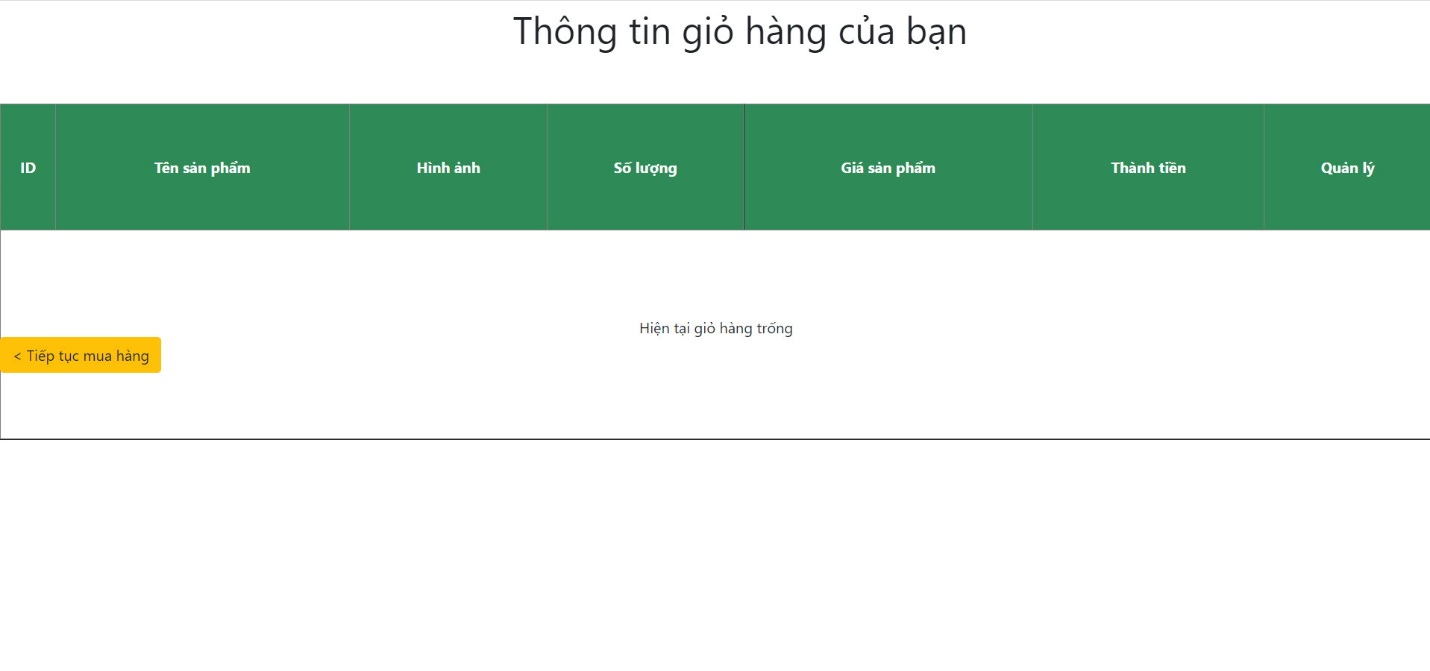 Thông tin giỏ hàng của bạn
ID Tên sản phẩm Hình ảnh Số lượng Giá sản phẩm Thành tiền Quản lý
Hiện tại giỏ hàng trống
< Tiếp tục mua hàng